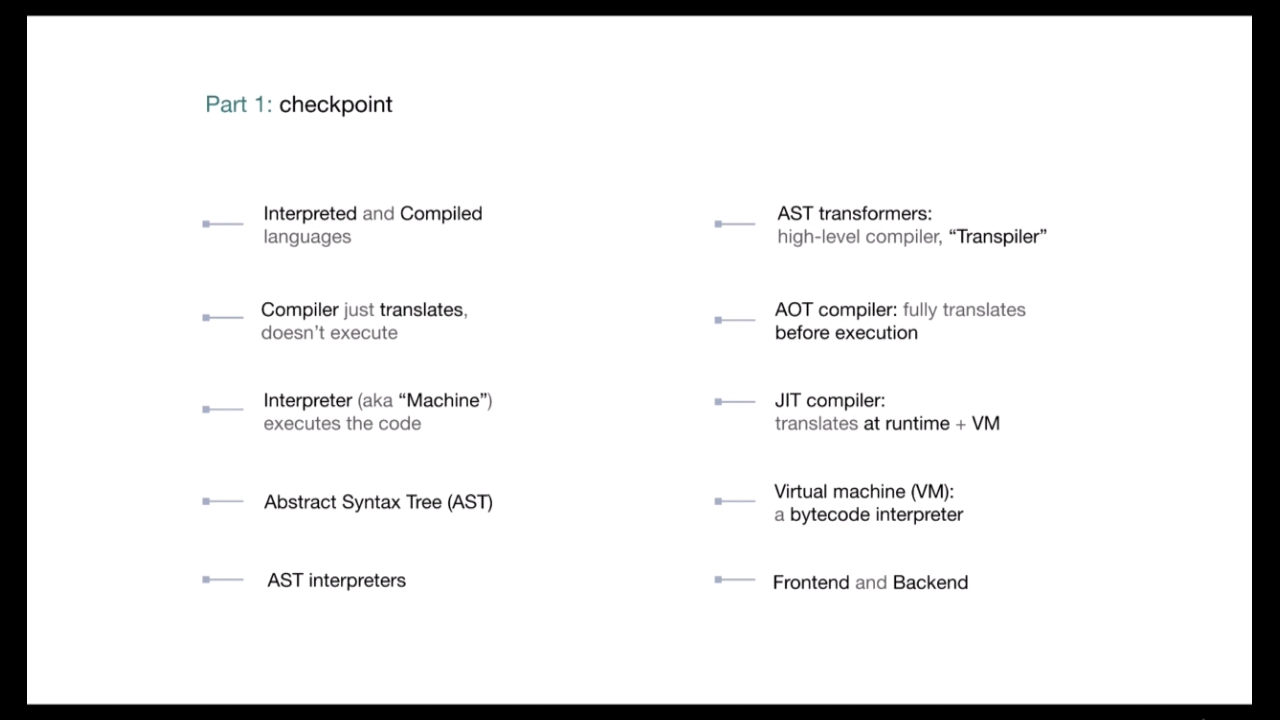 Part 1: checkpoint
Interpreted and Compiled
languages
Compiler just translates,
doesn’t execute
Interpreter (aka “Machine”)
executes the code
Abstract Syntax Tree (AST)
AST interpreters
AST transformers:
high-level compiler, “Transpiler”
AOT compiler: fully translates
before execution
JIT compiler:
translates at runtime + VM
Virtual machine (VM):
a bytecode interpreter
Frontend and Backend